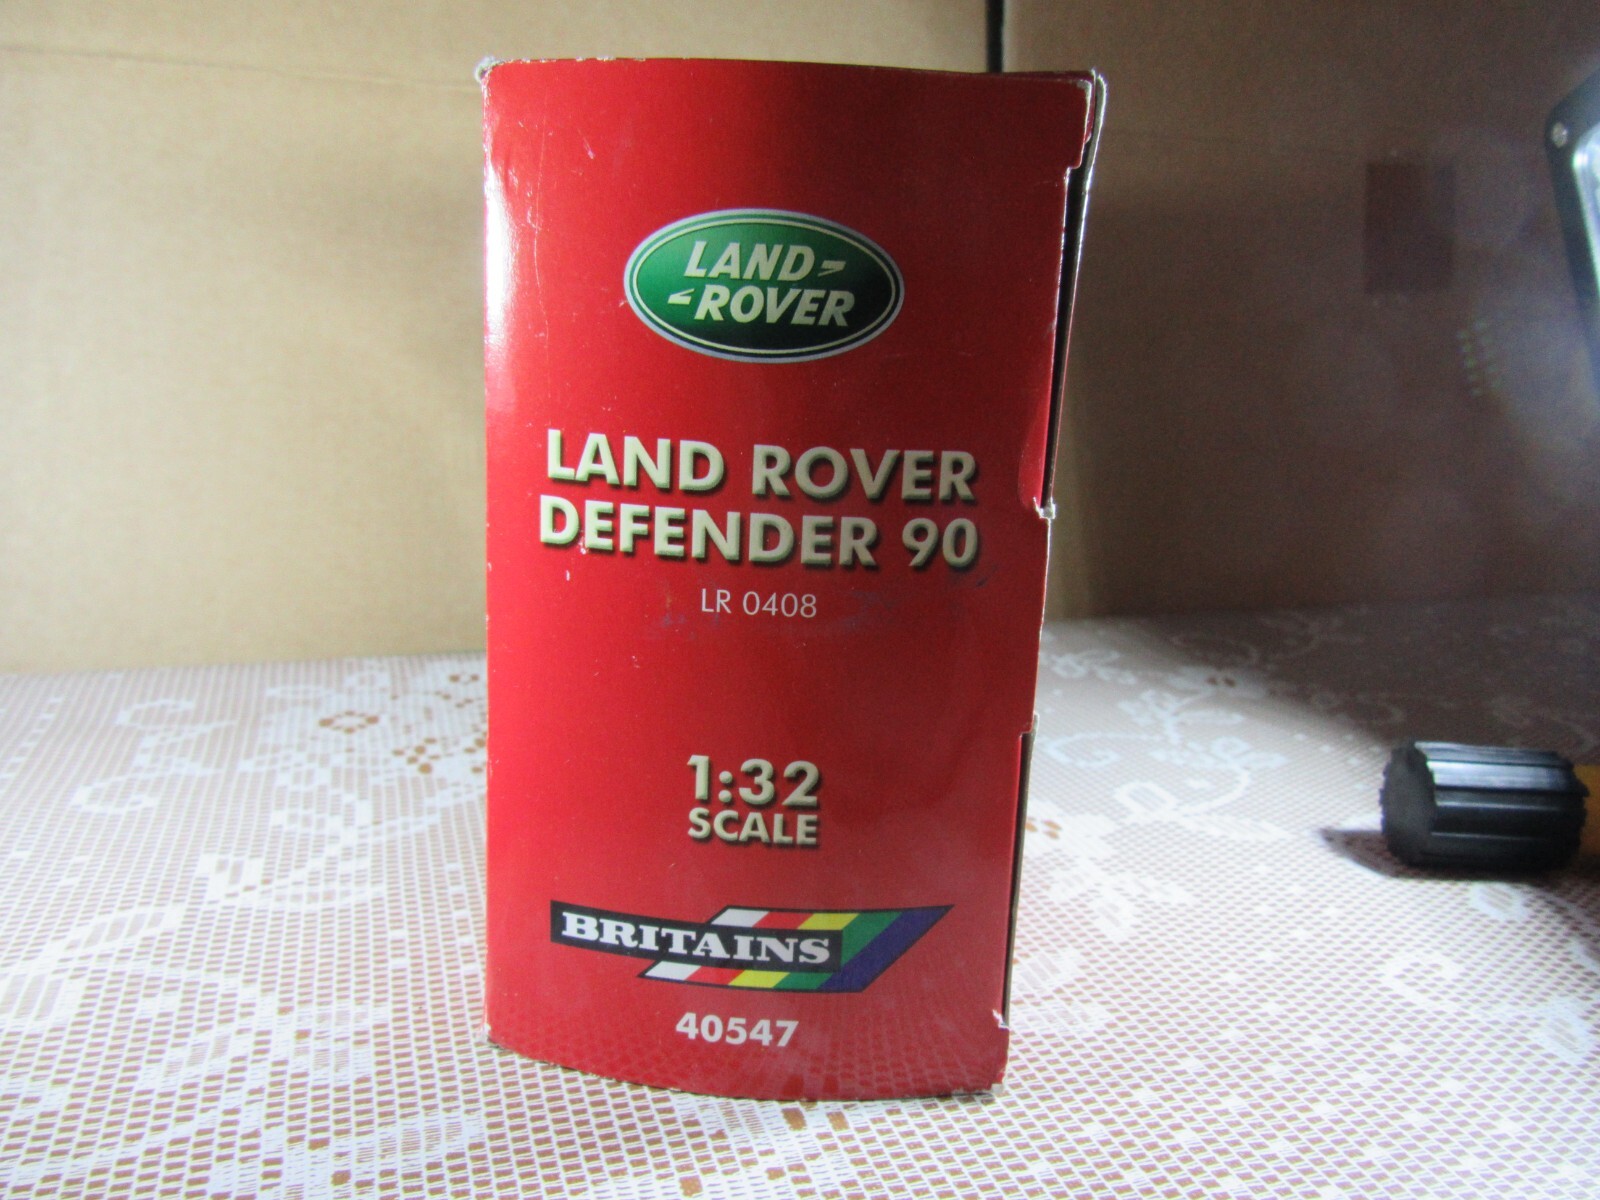 LAND-
-ROVER
LAND ROVER
DEFENDER 90
LR 0408
1:32
SCALE
BRITAINS
40547